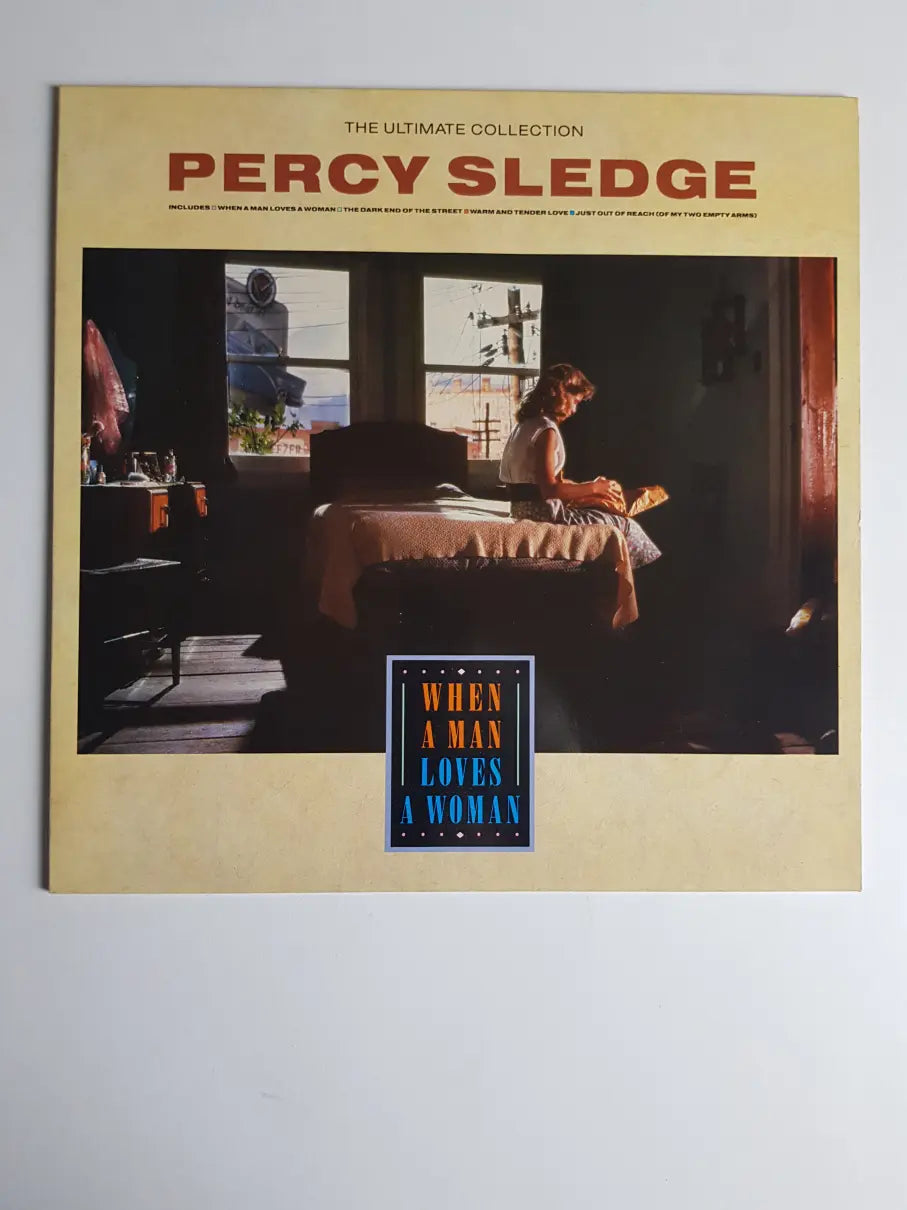 THE ULTIMATE COLLECTION
PERCY SLEDGE
INCLUDES □ WHEN A MAN LOVES A WOMAN □ THE DARK END OF THE STREET ■ WARM AND TENDER LOVE ■ JUST OUT OF REACH (OF MY TWO EMPTY ARMS)
WHEN
A MAN
LOVES
A WOMAN